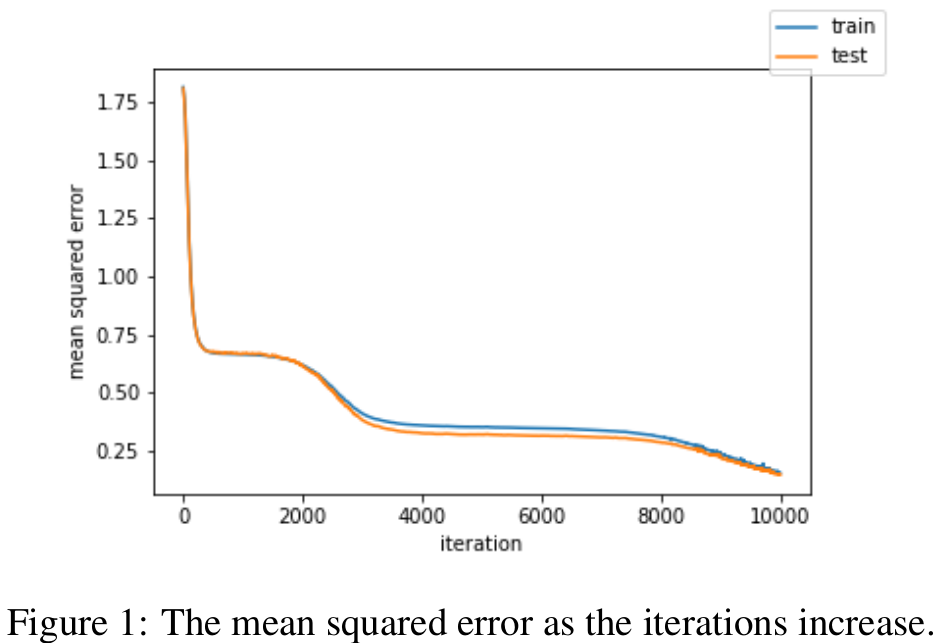 train
test
1.75
1.50
1.25
1.00
0.75
0.50
0.25
mean squared error
0
2000
4000
6000
8000
10000
iteration
Figure 1: The mean squared error as the iterations increase.